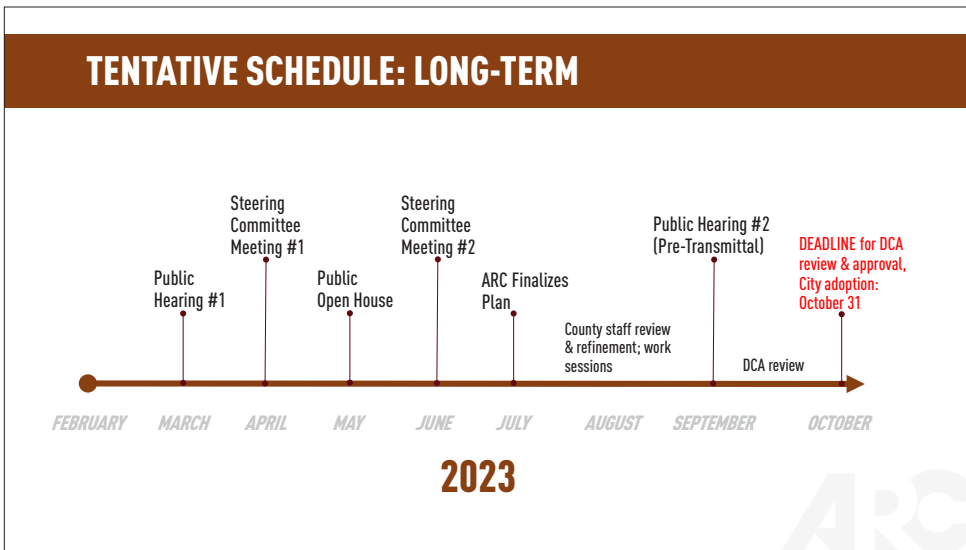 TENTATIVE SCHEDULE: LONG-TERM
Steering
Committee
Meeting #1
Steering
Committee
Meeting #2
Public Hearing #2
(Pre-Transmittal)
DEADLINE for DCA
review & approval,
City adoption:
October 31
Public
Hearing #1
Public
Open House
ARC Finalizes
Plan
County staff review
& refinement; work
sessions
DCA review
FEBRUARY MARCH APRIL MAY JUNE JULY AUGUST SEPTEMBER OCTOBER
2023
ARC